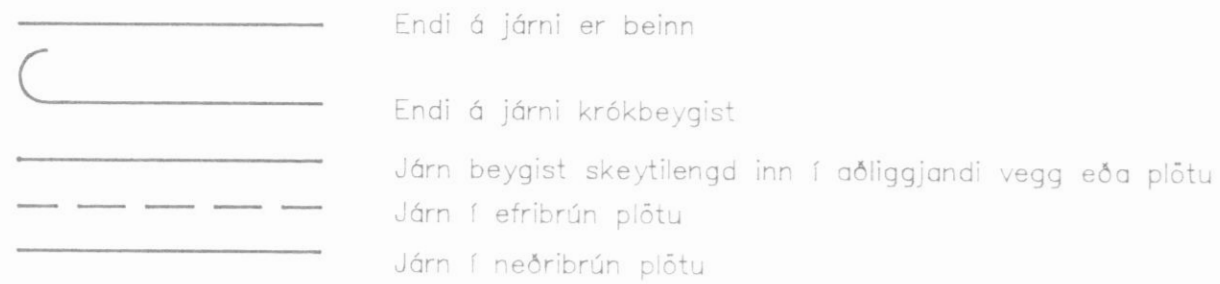 Endi á járni er beinn
Endi á járni krókbeygist
Járn beygist skeytilengd inn í aðliggjandi vegg eða plötu
Járn í efribrún plötu
Járn í neðribrún plötu